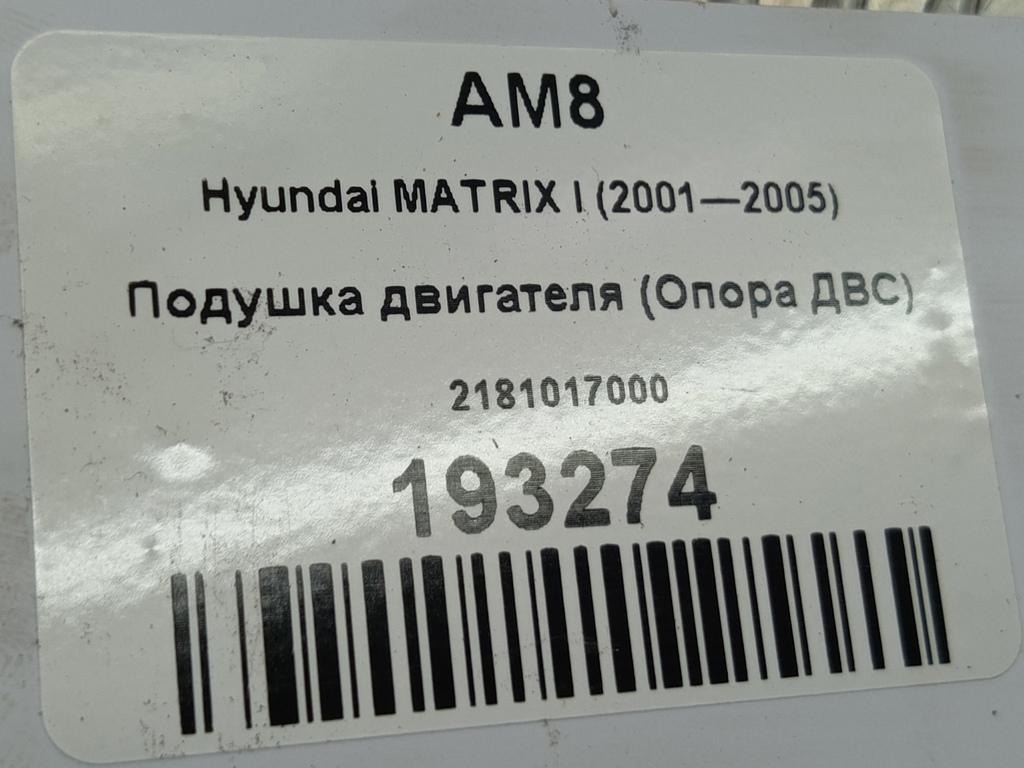 AM8
Hyundai MATRIX I (2001—2005)
Подушка двигателя (Опора ДВС)
2181017000
193274